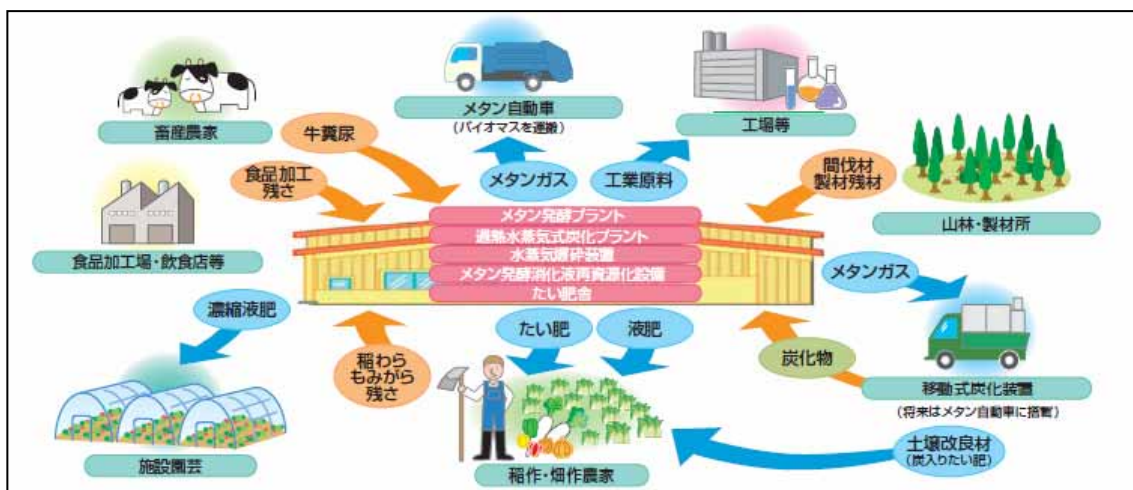 畜産農家
牛糞尿
メタン自動車
(バイオマスを運搬)
工場等
食品加工
残さ
メタンガス
工業原料
間伐材
製材残材
山林・製材所
食品加工場・飲食店等
メタン発酵プラント
過熱水蒸気式炭化プラント
水蒸気爆砕装置
メタン発酵消化液再資源化設備
たい肥舎
メタンガス
濃縮液肥
たい肥
液肥
稲わら
もみがら
残さ
炭化物
移動式炭化装置
(将来はメタン自動車に搭載)
施設園芸
稲作・畑作農家
土壌改良材
(炭入りたい肥)